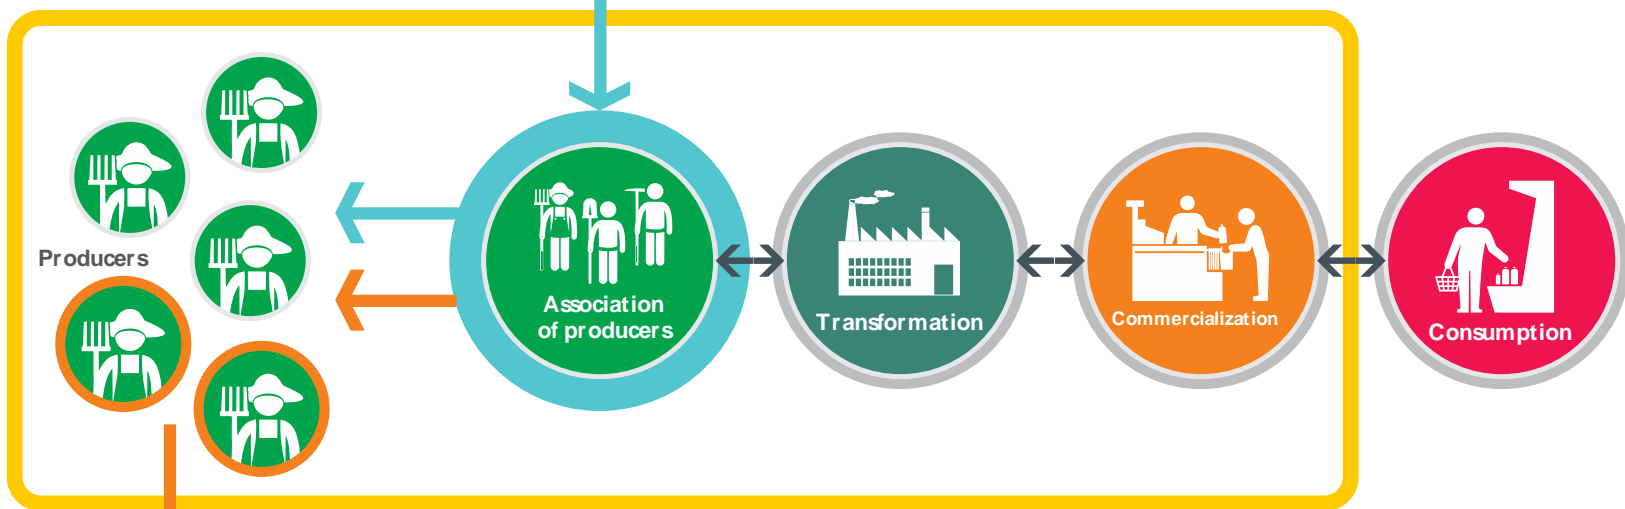 Producers
Association
of producers
Transformation
Commercialization
Consumption